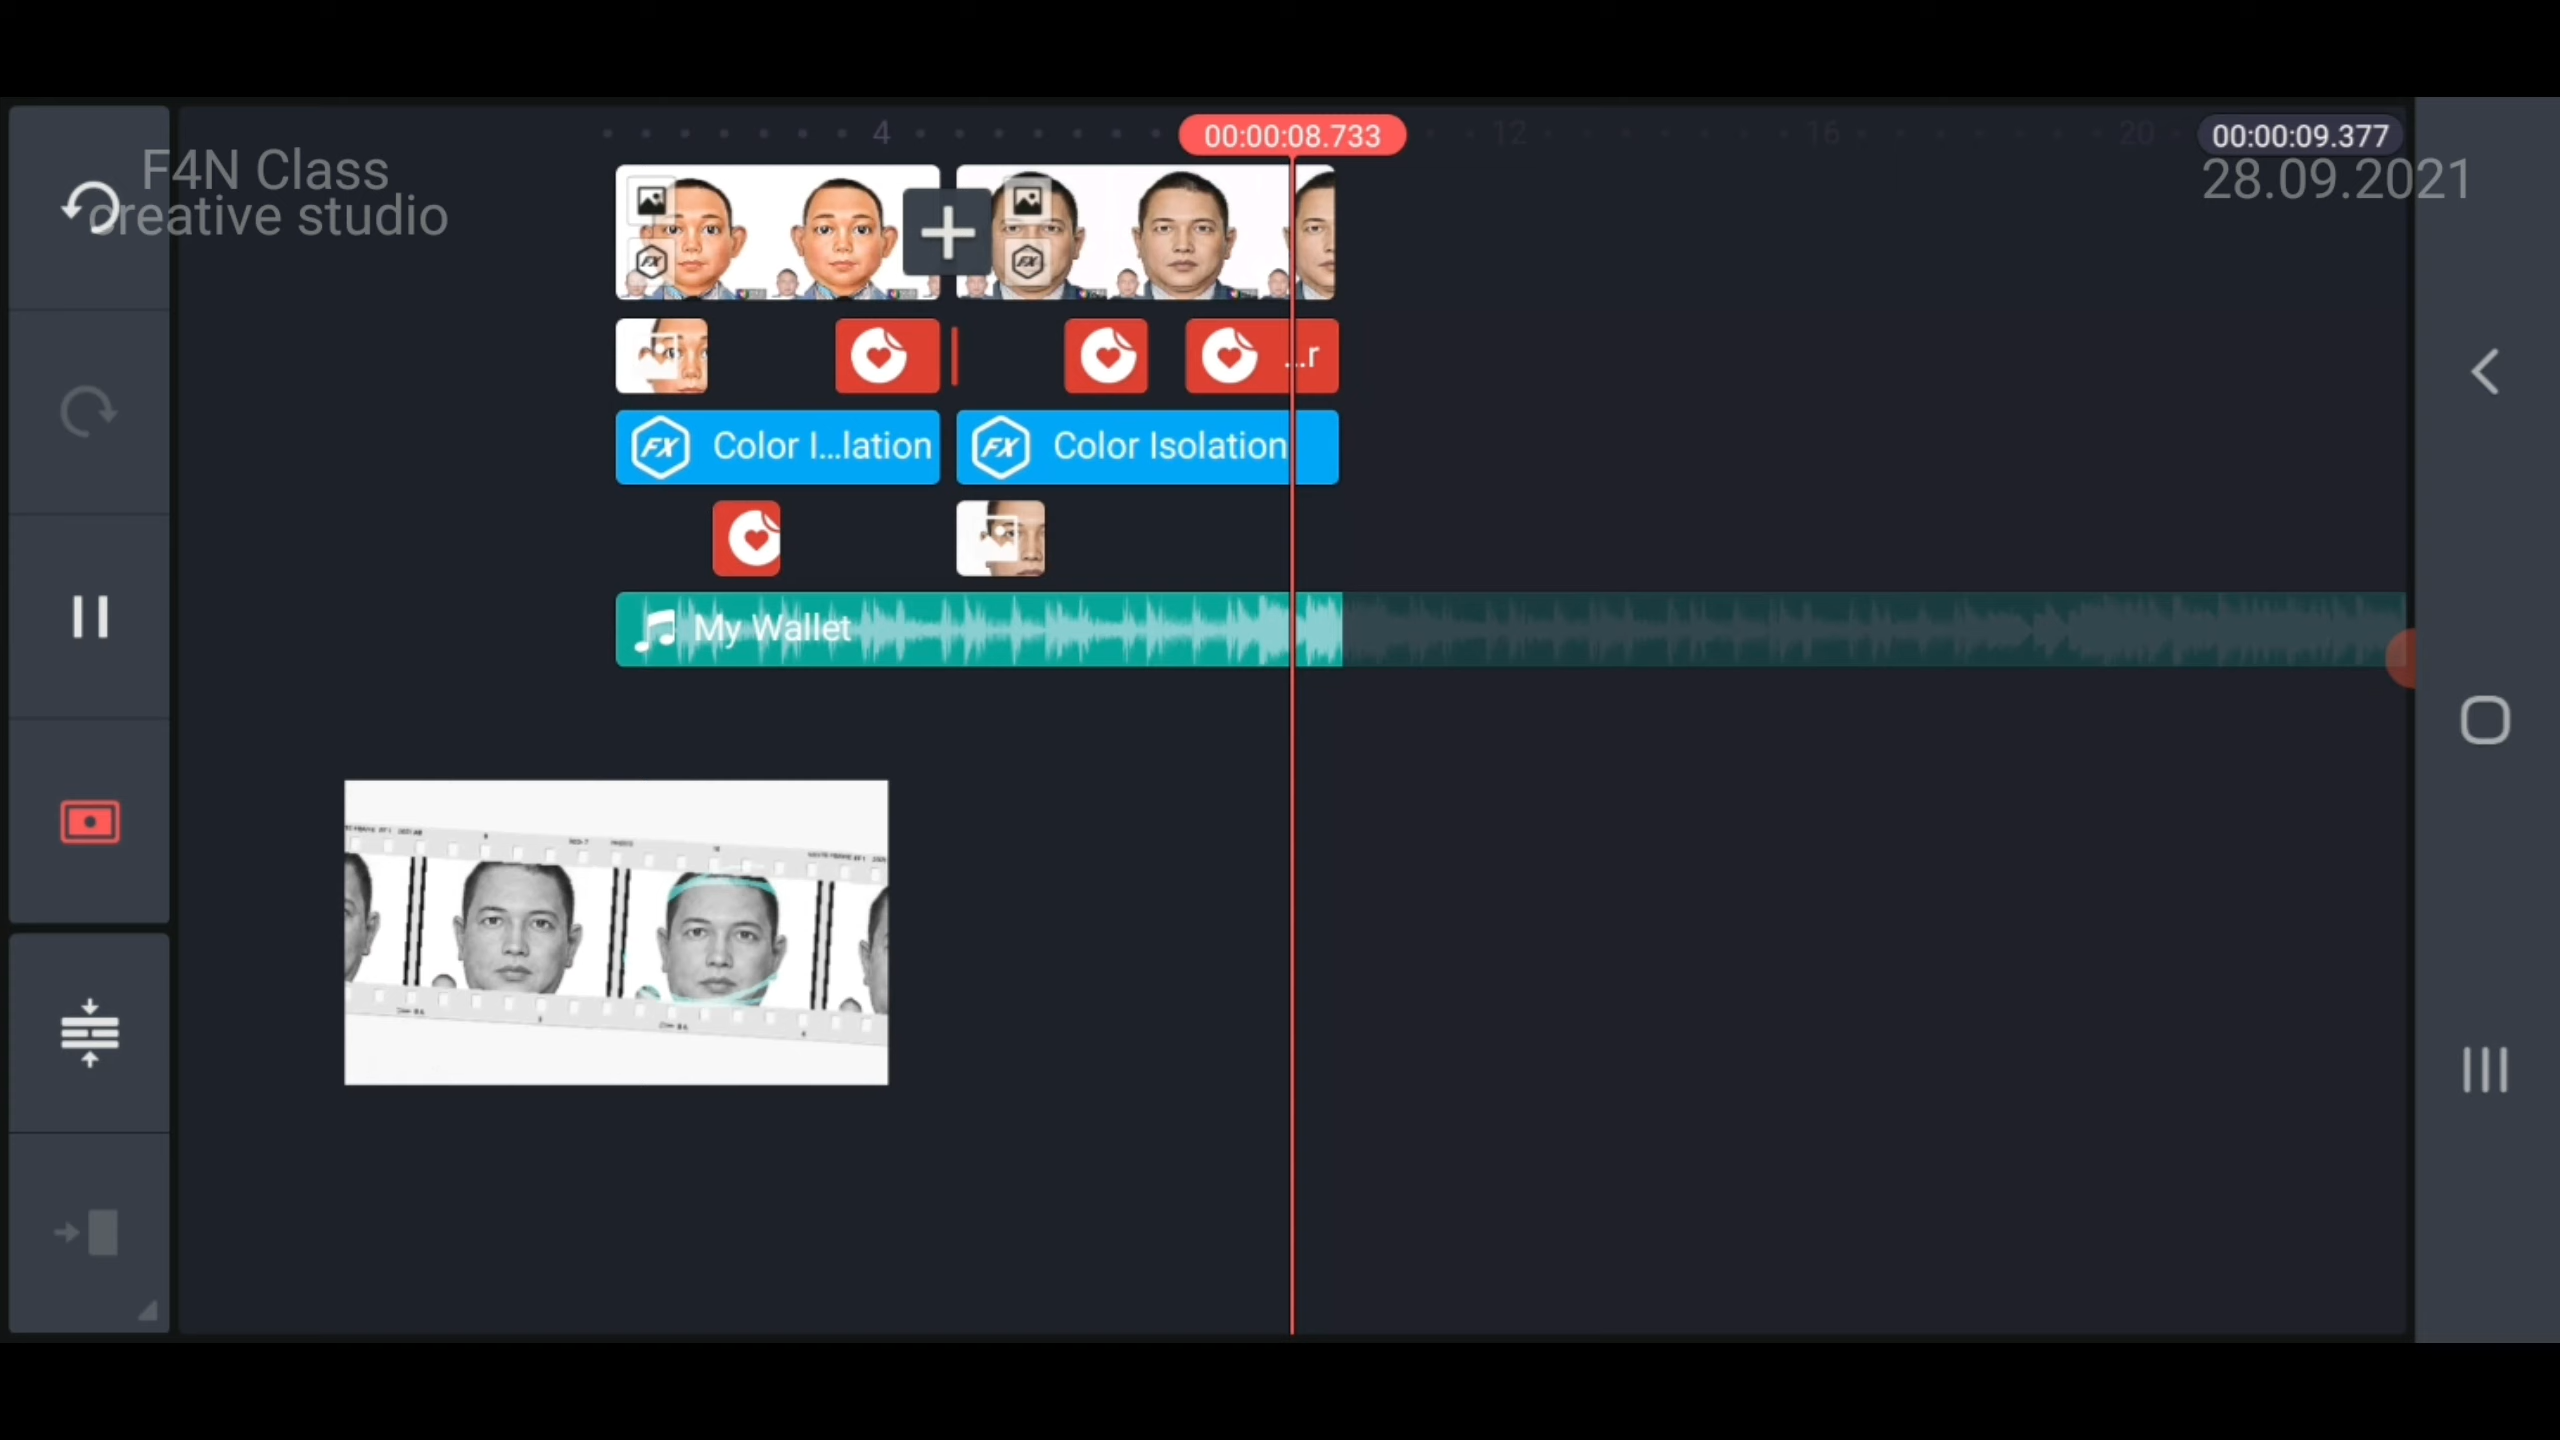 4
00:00:08.733
12
16
20
00:00:09.377
F4N Class
creative studio
28.09.2021
...r
Color I...lation
Color Isolation
My Wallet